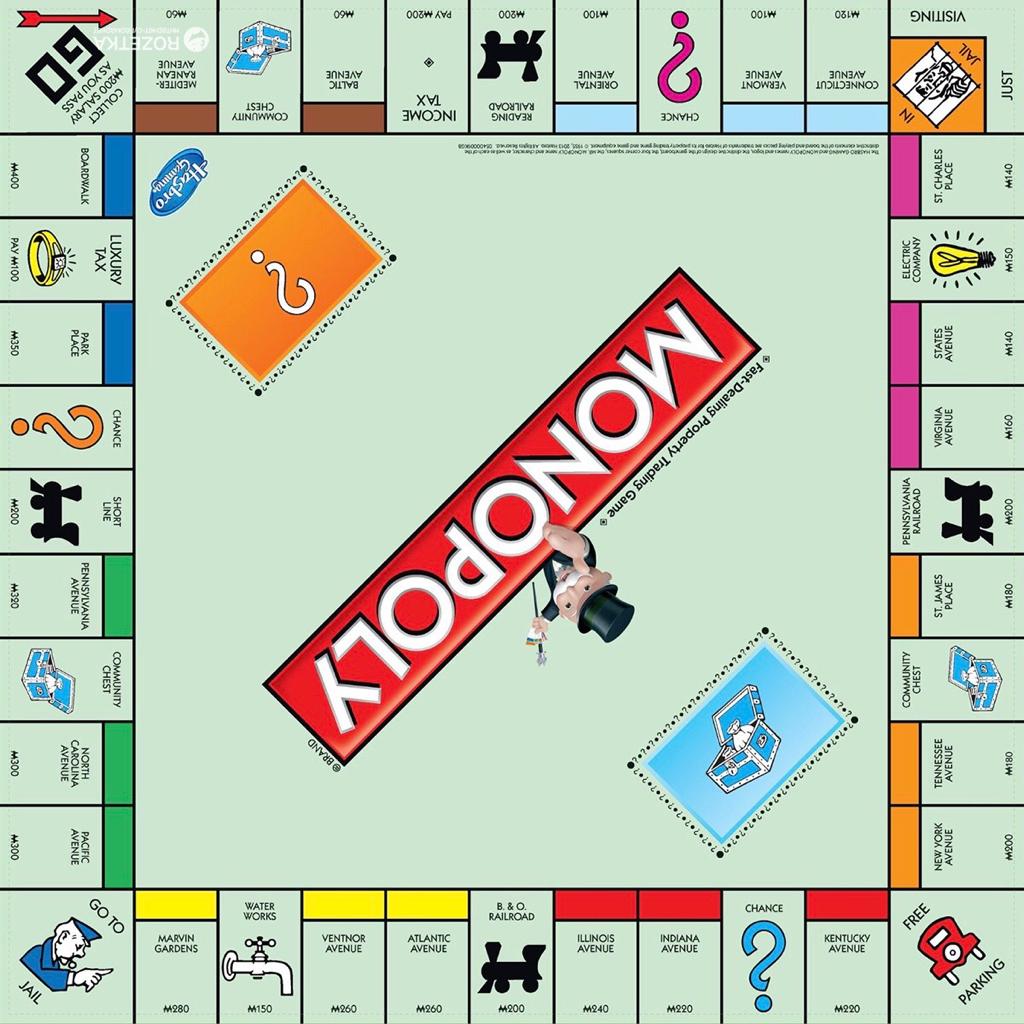 COLLECT
₩200 SALARY
AS YOU PASS
GO
ROZETKA
MEDITER-
RANEAN
AVENUE
₩60
COMMUNITY
CHEST
BALTIC
AVENUE
₩60
INCOME
TAX
PAY ₩200
READING
RAILROAD
₩200
ORIENTAL
AVENUE
₩100
CHANCE
?
VERMONT
AVENUE
₩100
CONNECTICUT
AVENUE
₩120
IN
JAIL
JUST
VISITING
ST. CHARLES
PLACE
₩140
ELECTRIC
COMPANY
₩150
STATES
AVENUE
₩140
VIRGINIA
AVENUE
₩160
PENNSYLVANIA
RAILROAD
₩200
ST. JAMES
PLACE
₩180
COMMUNITY
CHEST
TENNESSEE
AVENUE
₩180
NEW YORK
AVENUE
₩200
FREE
PARKING
KENTUCKY
AVENUE
₩220
CHANCE
?
INDIANA
AVENUE
₩220
ILLINOIS
AVENUE
₩240
B. & O.
RAILROAD
₩200
ATLANTIC
AVENUE
₩260
VENTNOR
AVENUE
₩260
WATER
WORKS
₩150
MARVIN
GARDENS
₩280
GO TO
JAIL
PACIFIC
AVENUE
₩300
NORTH
CAROLINA
AVENUE
₩300
COMMUNITY
CHEST
PENNSYLVANIA
AVENUE
₩320
SHORT
LINE
₩200
CHANCE
?
PARK
PLACE
₩350
LUXURY
TAX
PAY ₩100
BOARDWALK
₩400
Hasbro
Gaming
?
MONOPOLY
® BRAND
Fast-Dealing Property Trading Game